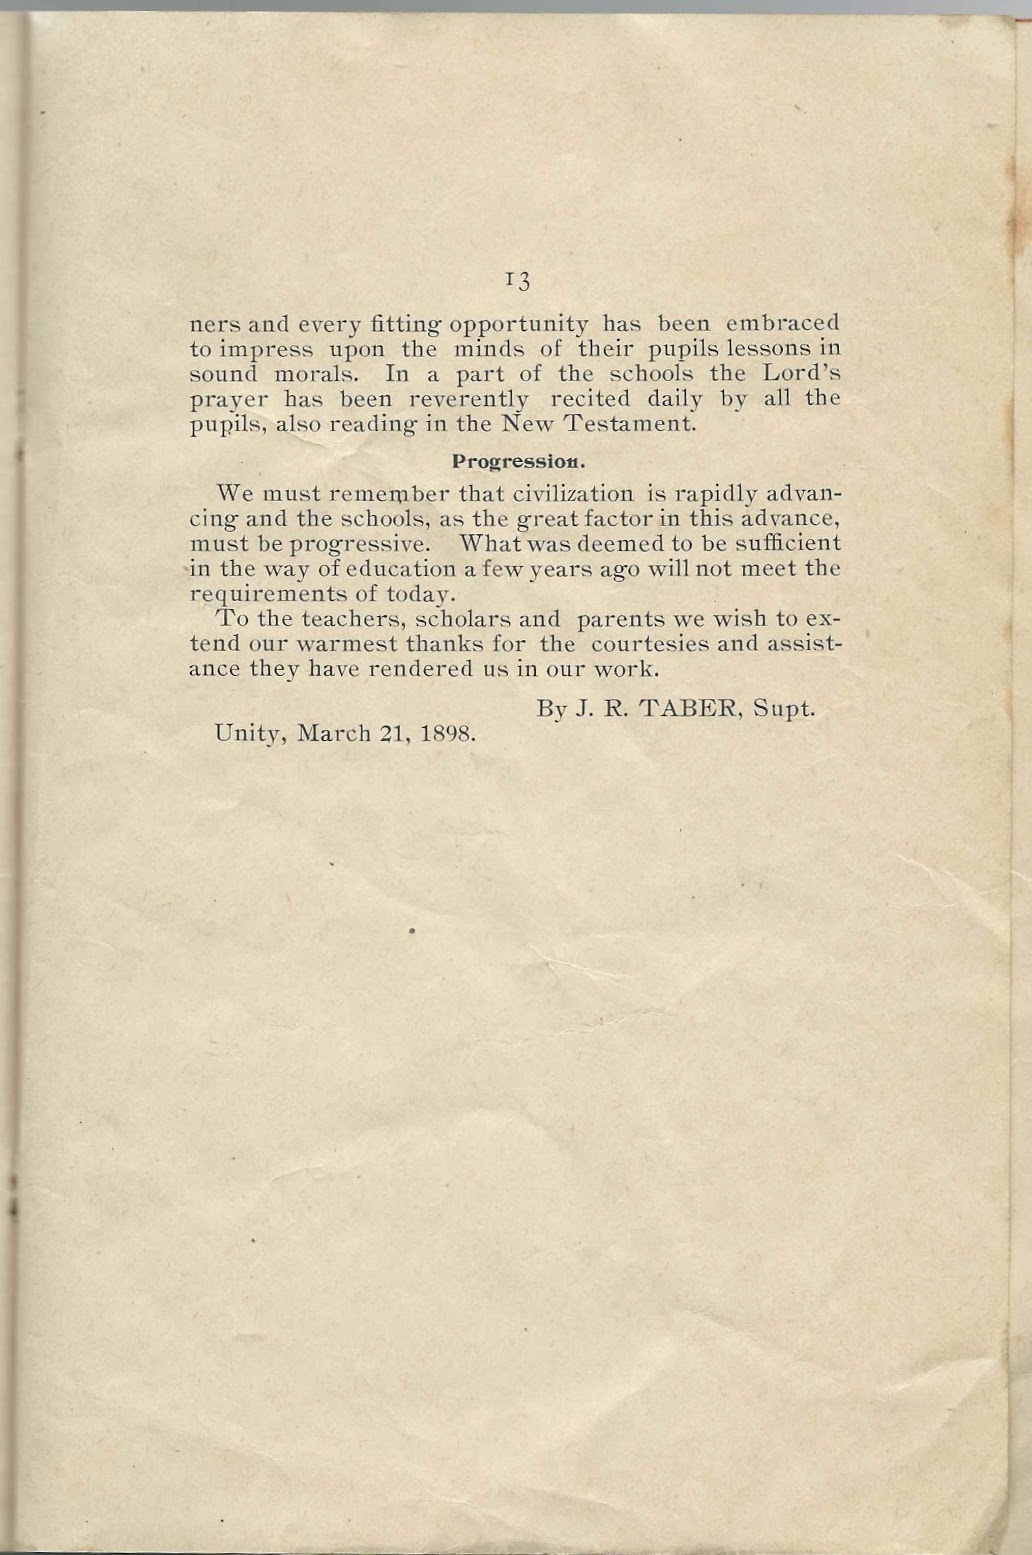 13
ners and every fitting opportunity has been embraced
to impress upon the minds of their pupils lessons in
sound morals. In a part of the schools the Lord's
prayer has been reverently recited daily by all the
pupils, also reading in the New Testament.
Progression.
We must remember that civilization is rapidly advan-
cing and the schools, as the great factor in this advance,
must be progressive. What was deemed to be sufficient
in the way of education a few years ago will not meet the
requirements of today.
To the teachers, scholars and parents we wish to ex-
tend our warmest thanks for the courtesies and assist-
ance they have rendered us in our work.
By J. R. TABER, Supt.
Unity, March 21, 1898.